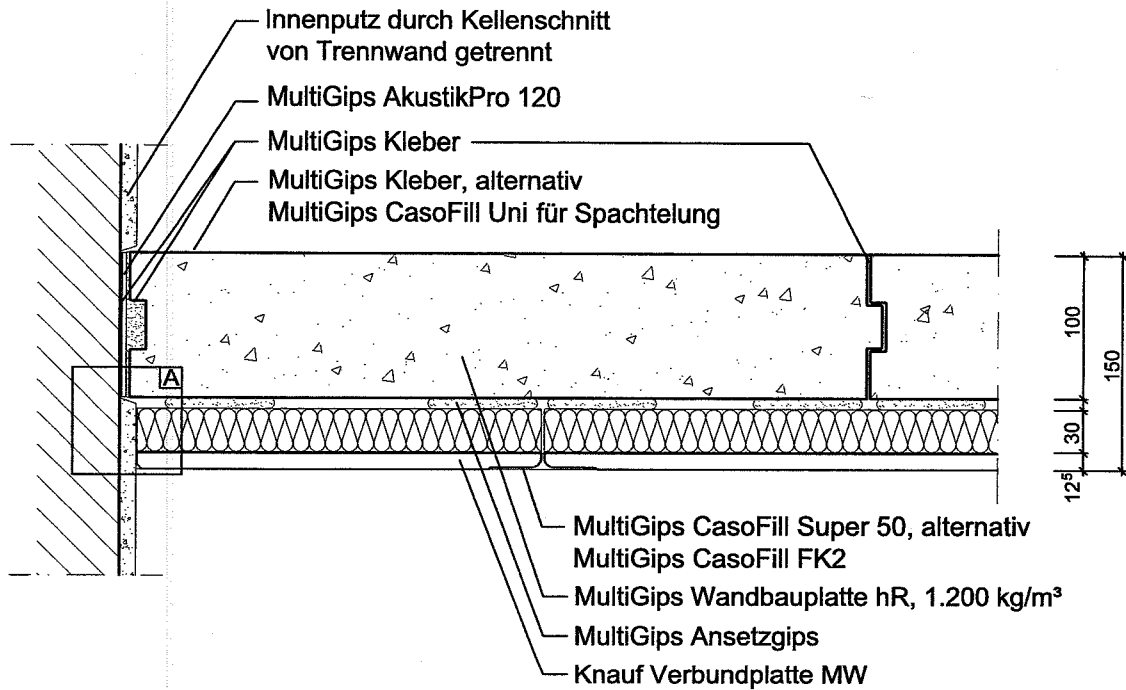 Innenputz durch Kellenschnitt
von Trennwand getrennt
MultiGips AkustikPro 120
MultiGips Kleber
MultiGips Kleber, alternativ
MultiGips CasoFill Uni für Spachtelung
A
100
150
30
12⁵
MultiGips CasoFill Super 50, alternativ
MultiGips CasoFill FK2
MultiGips Wandbauplatte hR, 1.200 kg/m³
MultiGips Ansetzgips
Knauf Verbundplatte MW